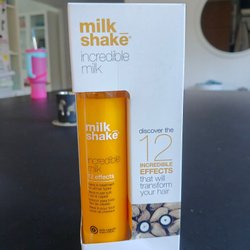 milk
shake
incredible
milk
milk
shake
incredible
milk
12 effects
discover the
12
INCREDIBLE
EFFECTS
that will
transform
your hair